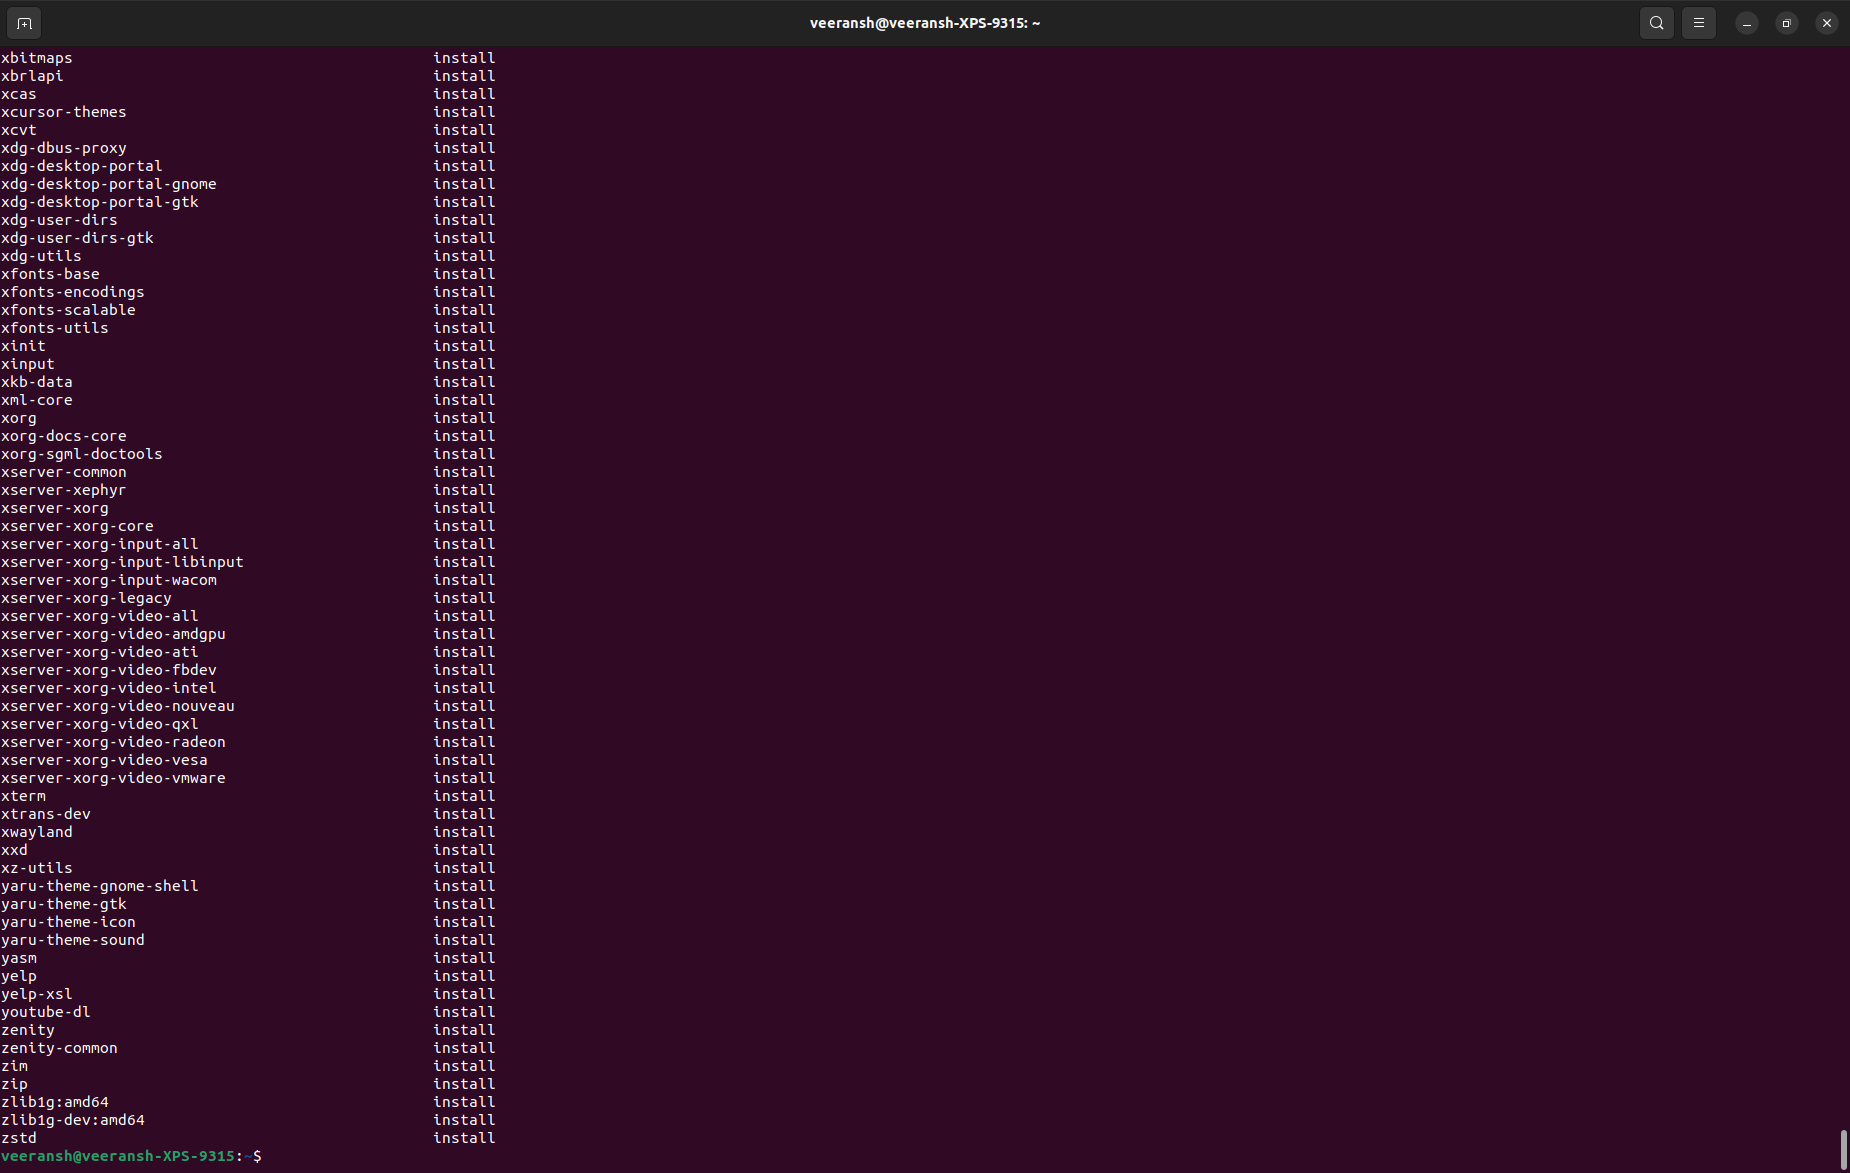 veeransh@veeransh-XPS-9315: ~
xbitmaps install
xbrlapi install
xcas install
xcursor-themes install
xcvt install
xdg-dbus-proxy install
xdg-desktop-portal install
xdg-desktop-portal-gnome install
xdg-desktop-portal-gtk install
xdg-user-dirs install
xdg-user-dirs-gtk install
xdg-utils install
xfonts-base install
xfonts-encodings install
xfonts-scalable install
xfonts-utils install
xinit install
xinput install
xkb-data install
xml-core install
xorg install
xorg-docs-core install
xorg-sgml-doctools install
xserver-common install
xserver-xephyr install
xserver-xorg install
xserver-xorg-core install
xserver-xorg-input-all install
xserver-xorg-input-libinput install
xserver-xorg-input-wacom install
xserver-xorg-legacy install
xserver-xorg-video-all install
xserver-xorg-video-amdgpu install
xserver-xorg-video-ati install
xserver-xorg-video-fbdev install
xserver-xorg-video-intel install
xserver-xorg-video-nouveau install
xserver-xorg-video-qxl install
xserver-xorg-video-radeon install
xserver-xorg-video-vesa install
xserver-xorg-video-vmware install
xterm install
xtrans-dev install
xwayland install
xxd install
xz-utils install
yaru-theme-gnome-shell install
yaru-theme-gtk install
yaru-theme-icon install
yaru-theme-sound install
yasm install
yelp install
yelp-xsl install
youtube-dl install
zenity install
zenity-common install
zim install
zip install
zlib1g:amd64 install
zlib1g-dev:amd64 install
zstd install
veeransh@veeransh-XPS-9315:~$